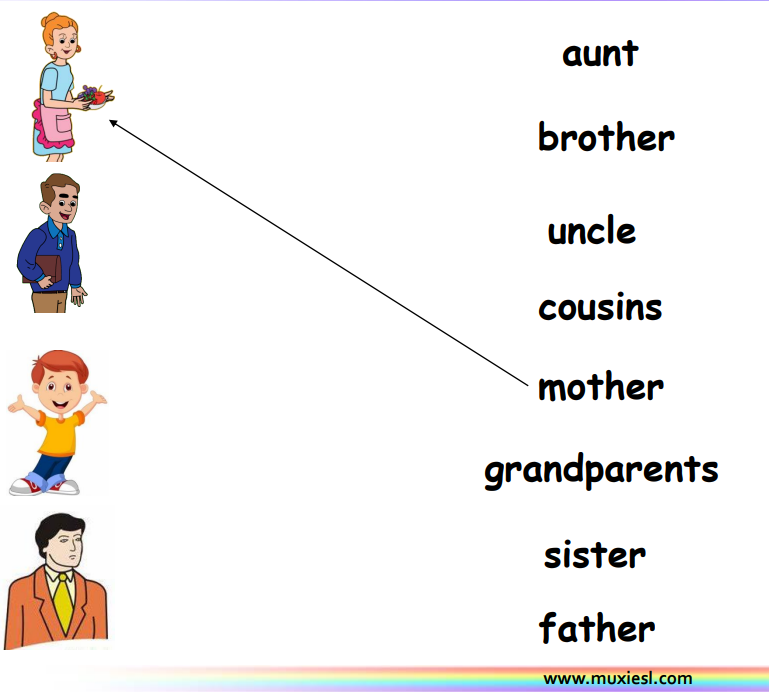 aunt
brother
uncle
cousins
mother
grandparents
sister
father
www.muxiesl.com